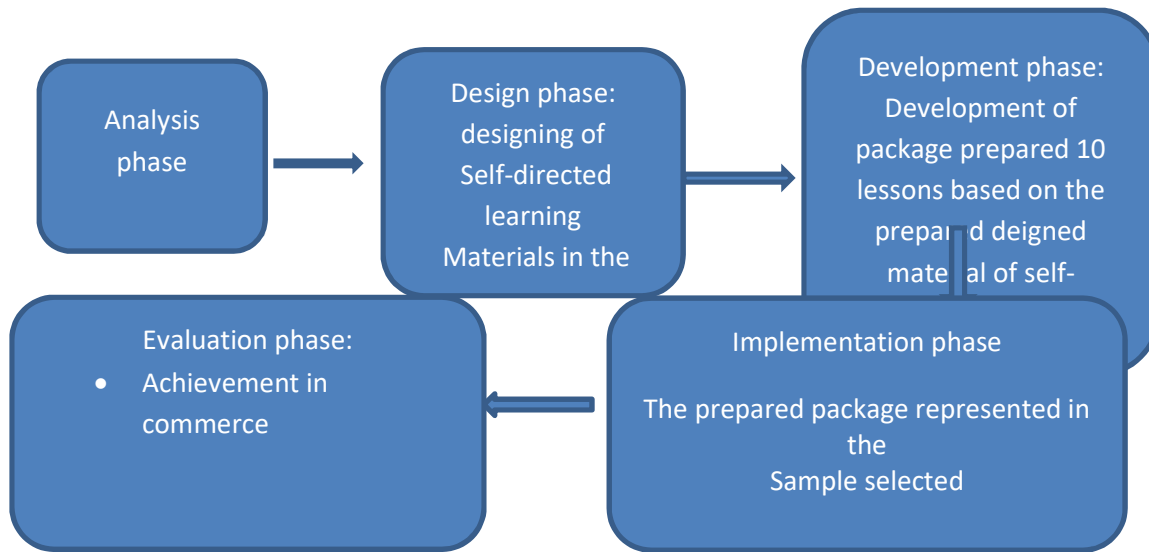 Analysis
phase
Design phase:
designing of
Self-directed
learning
Materials in the
Development phase:
Development of
package prepared 10
lessons based on the
prepared deigned
material of self-
Implementation phase
The prepared package represented in
the
Sample selected
Evaluation phase:
• Achievement in
commerce